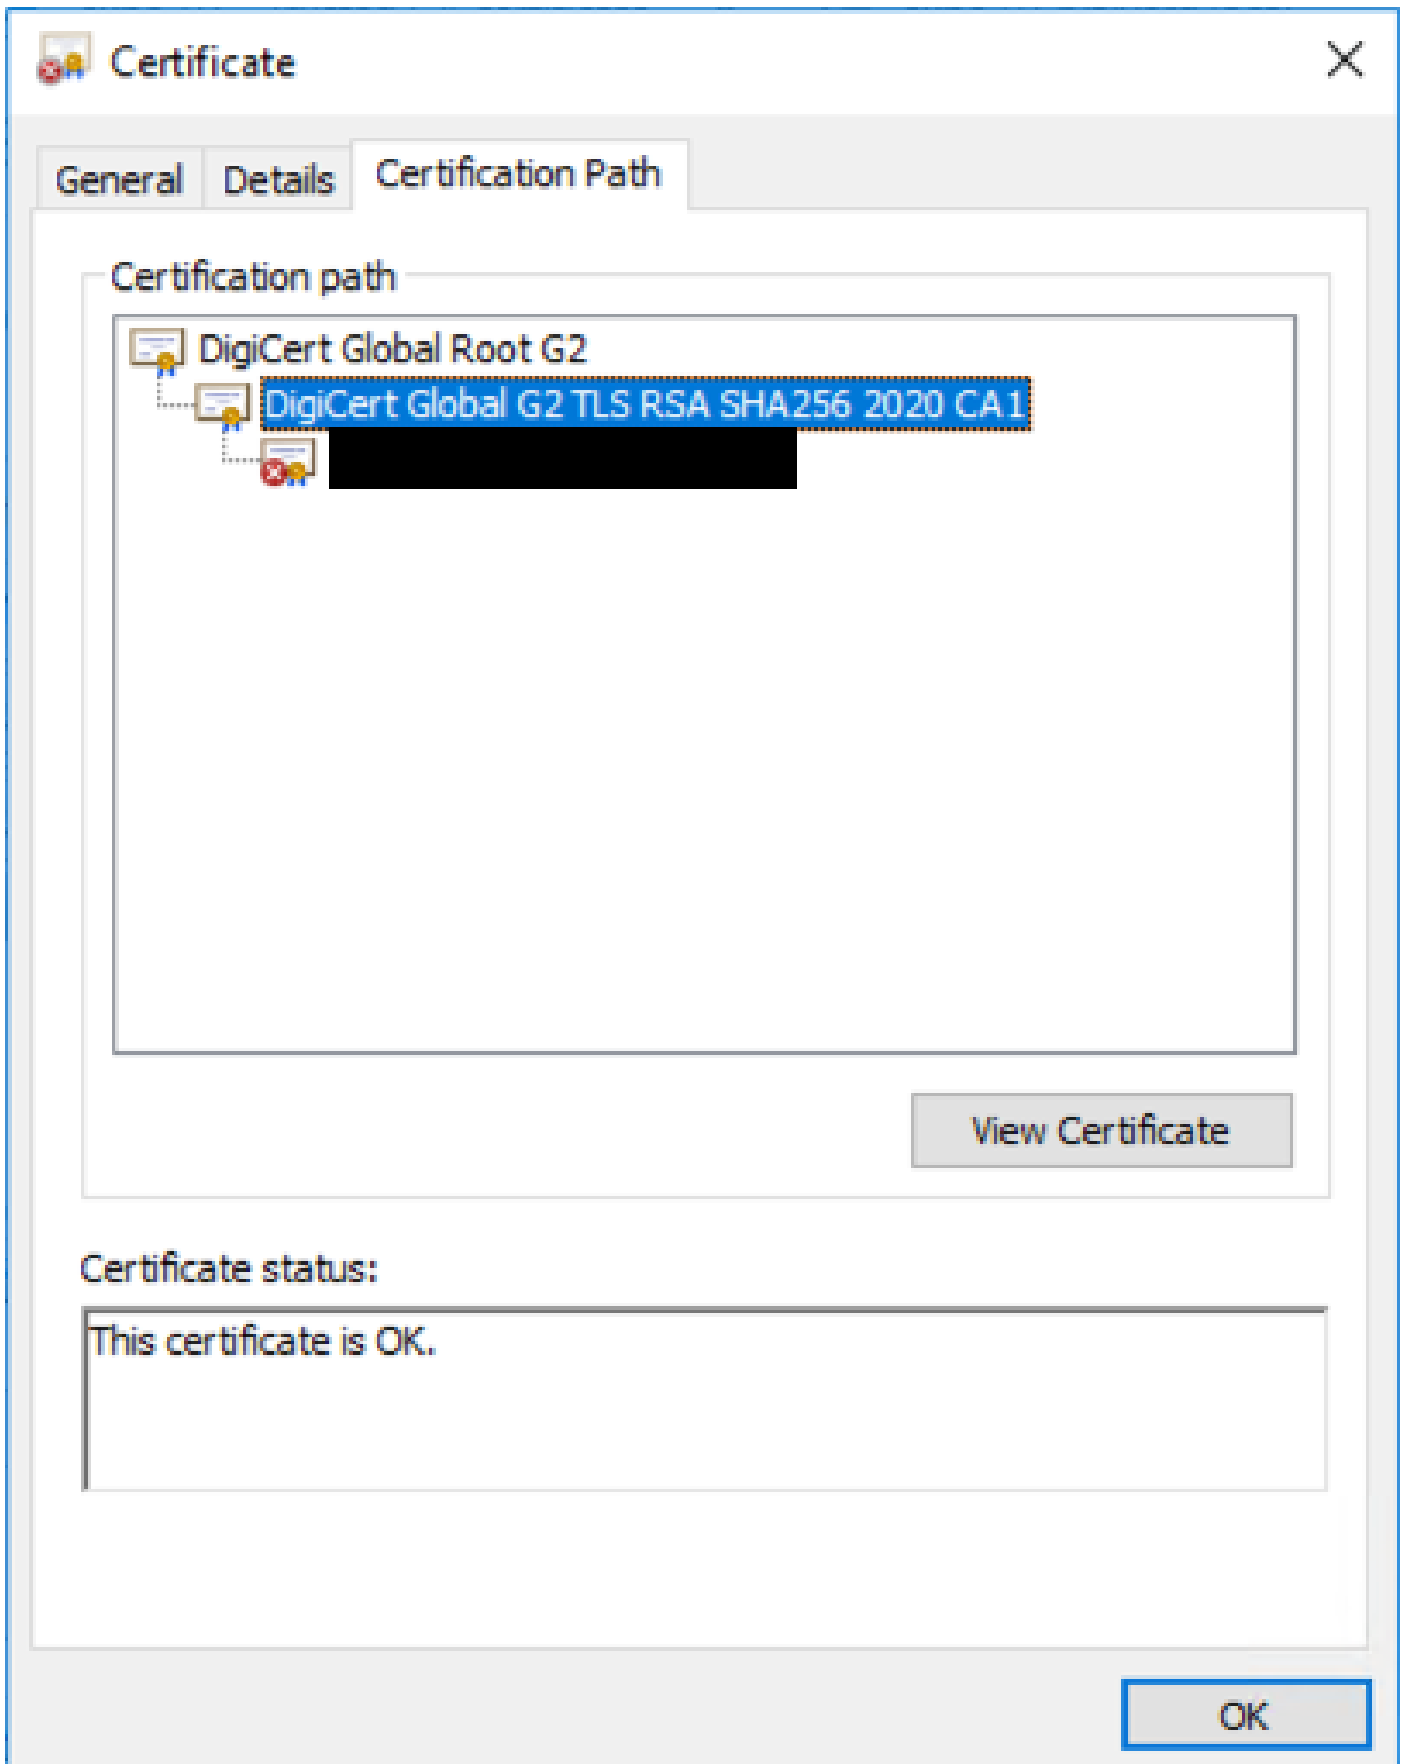 Certificate
General Details Certification Path
Certification path
DigiCert Global Root G2
DigiCert Global G2 TLS RSA SHA256 2020 CA1
View Certificate
Certificate status:
This certificate is OK.
OK